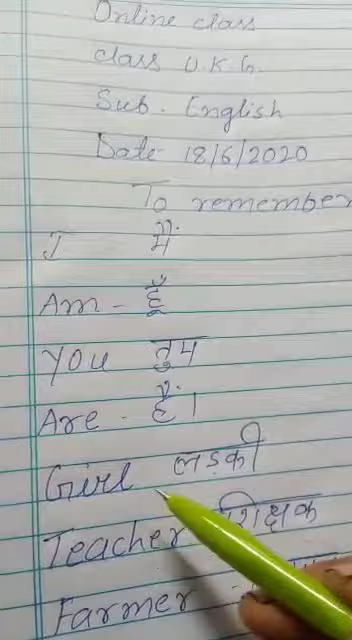 Online class
Class U.K.G.
Sub. English
Date- 18/6/2020
To remember
I मैं
Am - हूँ
You तुम
Are - हैं।
Girl लड़की
Teacher शिक्षक
Farmer -